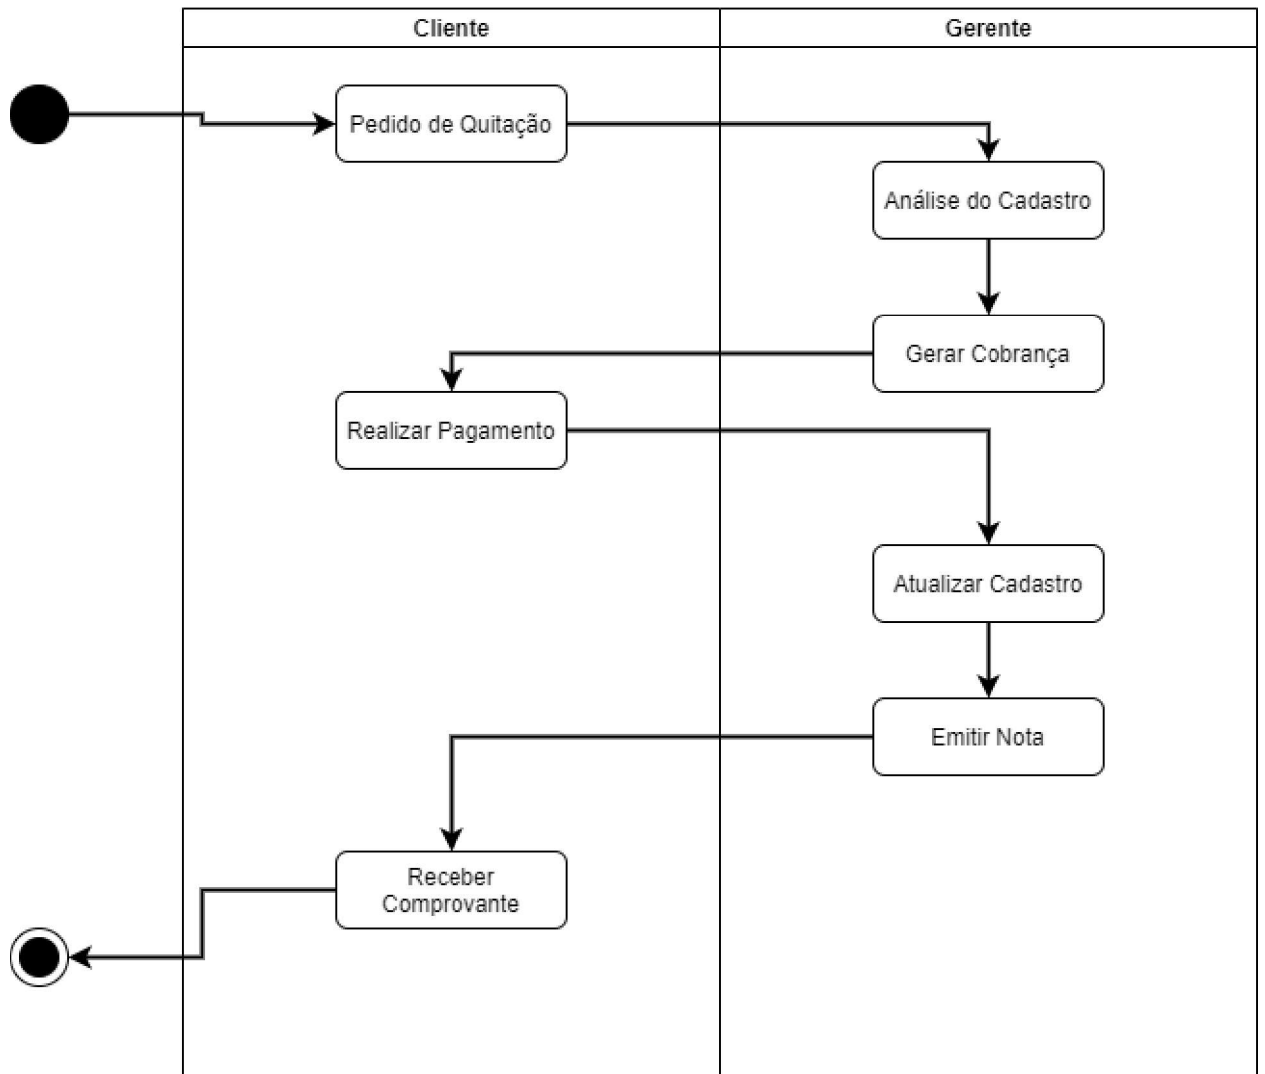 Cliente
Gerente
Pedido de Quitação
Análise do Cadastro
Gerar Cobrança
Realizar Pagamento
Atualizar Cadastro
Emitir Nota
Receber
Comprovante